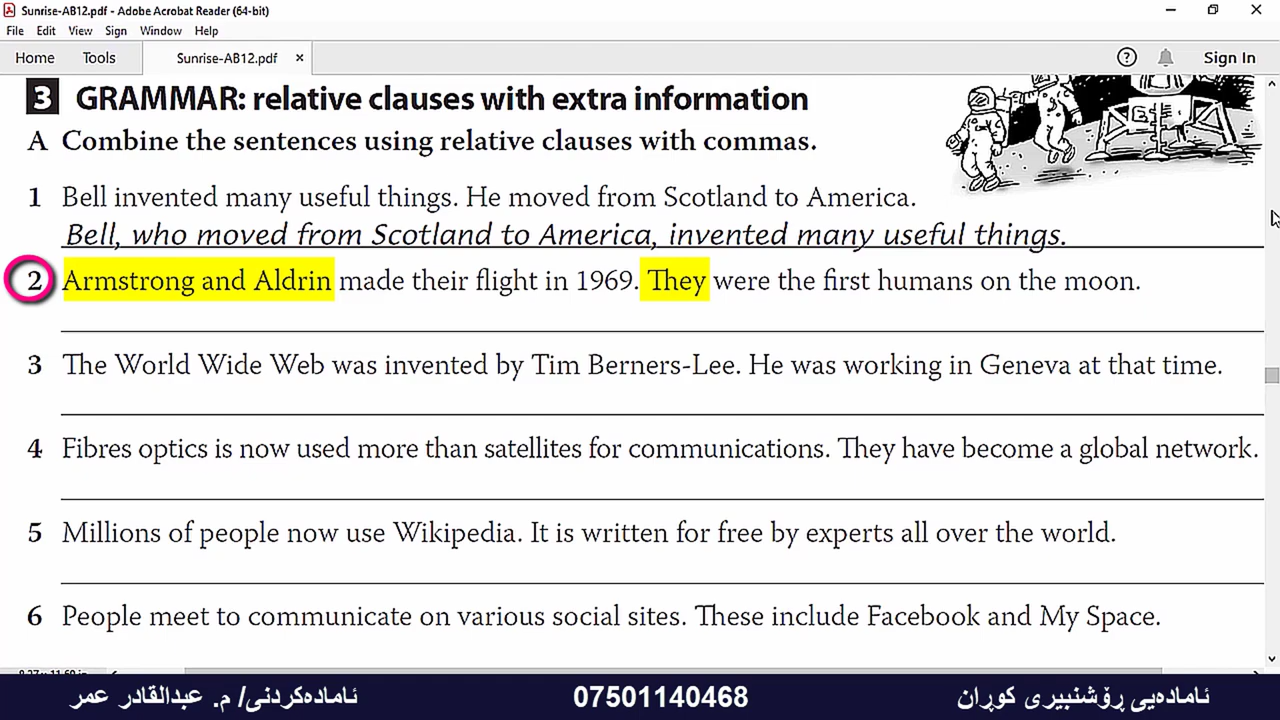 Sunrise-AB12.pdf - Adobe Acrobat Reader (64-bit)
File Edit View Sign Window Help
Home Tools Sunrise-AB12.pdf × Sign In
3 GRAMMAR: relative clauses with extra information
A Combine the sentences using relative clauses with commas.
1 Bell invented many useful things. He moved from Scotland to America.
Bell, who moved from Scotland to America, invented many useful things.
2 Armstrong and Aldrin made their flight in 1969. They were the first humans on the moon.
3 The World Wide Web was invented by Tim Berners-Lee. He was working in Geneva at that time.
4 Fibres optics is now used more than satellites for communications. They have become a global network.
5 Millions of people now use Wikipedia. It is written for free by experts all over the world.
6 People meet to communicate on various social sites. These include Facebook and My Space.
ئامادەیی ڕۆشنبیری کوڕان 07501140468 ئامادەکردنی/ م. عبدالقادر عمر